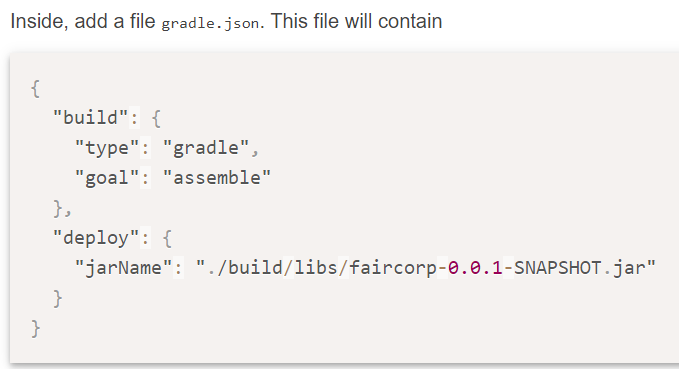 Inside, add a file gradle.json. This file will contain
{
  "build": {
    "type": "gradle",
    "goal": "assemble"
  },
  "deploy": {
    "jarName": "./build/libs/faircorp-0.0.1-SNAPSHOT.jar"
  }
}